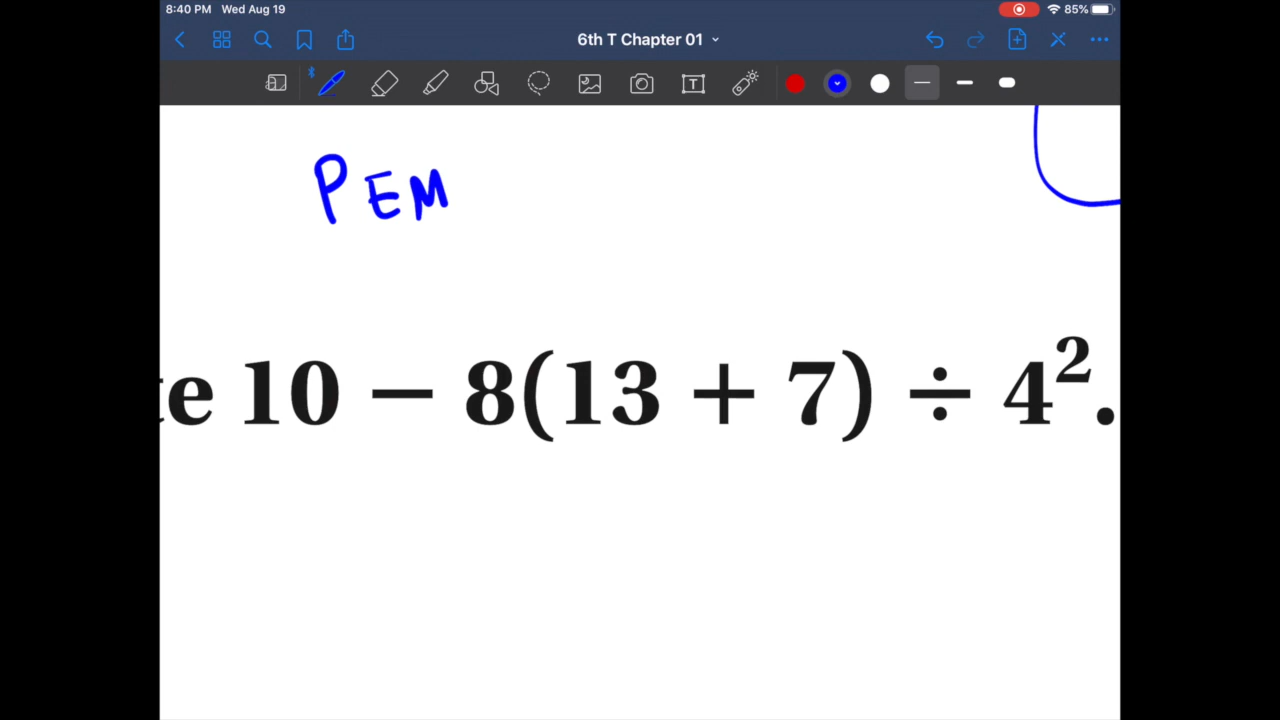 8:40 PM Wed Aug 19 85%
6th T Chapter 01
T
PEM
te 10 − 8(13 + 7) ÷ 4².